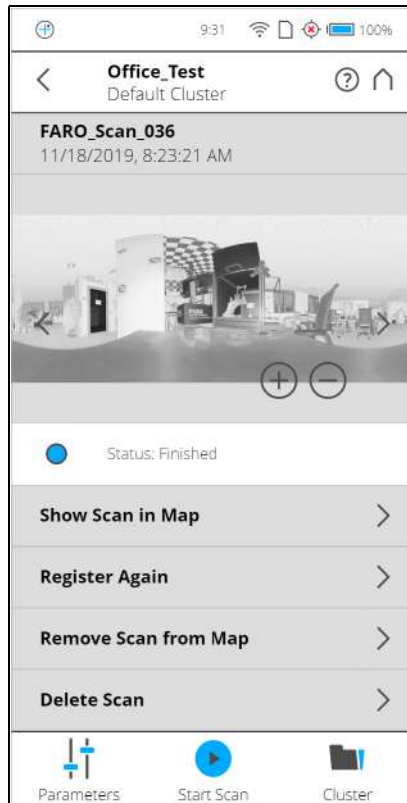 9:31
100%
Office_Test
Default Cluster
FARO_Scan_036
11/18/2019, 8:23:21 AM
FARO
Status: Finished
Show Scan in Map
Register Again
Remove Scan from Map
Delete Scan
Parameters
Start Scan
Cluster